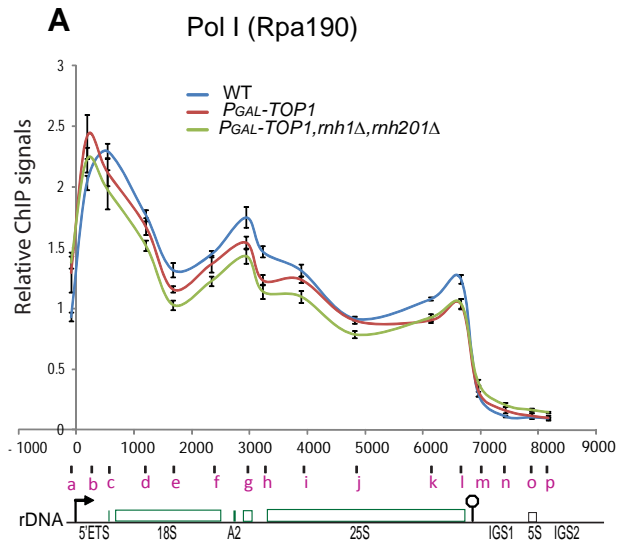 A
Pol I (Rpa190)
Relative ChIP signals
3
2.5
2
1.5
1
0.5
0
WT
PGAL-TOP1
PGAL-TOP1,rnh1Δ,rnh201Δ
- 1000 0 1000 2000 3000 4000 5000 6000 7000 8000 9000
a b c d e f g h i j k l m n o p
rDNA
5'ETS 18S A2 25S IGS1 5S IGS2